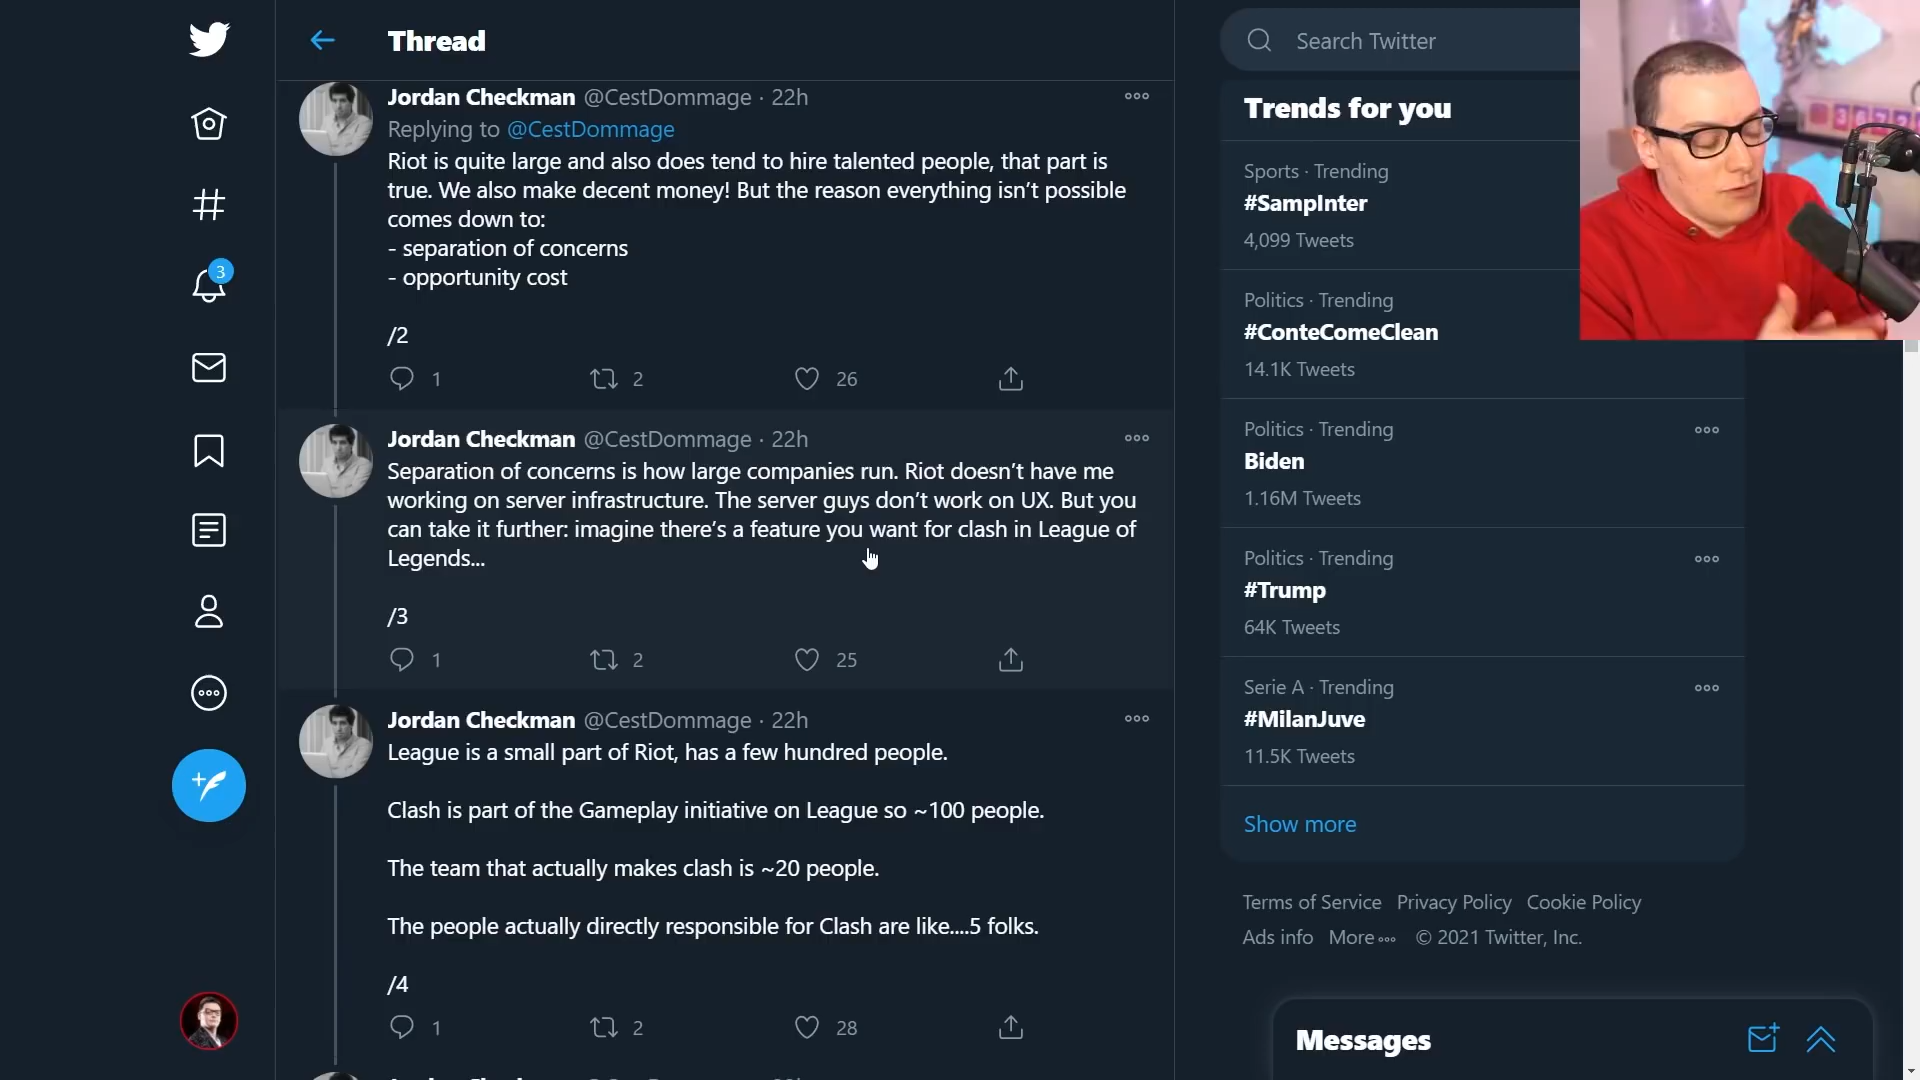 Thread
Jordan Checkman @CestDommage · 22h
Replying to @CestDommage
Riot is quite large and also does tend to hire talented people, that part is
true. We also make decent money! But the reason everything isn’t possible
comes down to:
- separation of concerns
- opportunity cost
/2
1 2 26
Jordan Checkman @CestDommage · 22h
Separation of concerns is how large companies run. Riot doesn’t have me
working on server infrastructure. The server guys don’t work on UX. But you
can take it further: imagine there’s a feature you want for clash in League of
Legends...
/3
1 2 25
Jordan Checkman @CestDommage · 22h
League is a small part of Riot, has a few hundred people.
Clash is part of the Gameplay initiative on League so ~100 people.
The team that actually makes clash is ~20 people.
The people actually directly responsible for Clash are like....5 folks.
/4
1 2 28
3
Search Twitter
Trends for you
Sports · Trending
#SampInter
4,099 Tweets
Politics · Trending
#ConteComeClean
14.1K Tweets
Politics · Trending
Biden
1.16M Tweets
Politics · Trending
#Trump
64K Tweets
Serie A · Trending
#MilanJuve
11.5K Tweets
Show more
Terms of Service Privacy Policy Cookie Policy
Ads info More © 2021 Twitter, Inc.
Messages